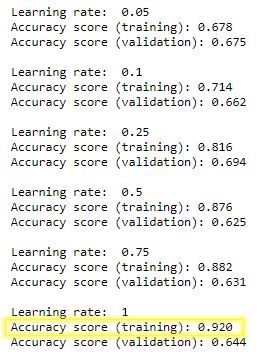 Learning rate:  0.05
Accuracy score (training): 0.678
Accuracy score (validation): 0.675
Learning rate:  0.1
Accuracy score (training): 0.714
Accuracy score (validation): 0.662
Learning rate:  0.25
Accuracy score (training): 0.816
Accuracy score (validation): 0.694
Learning rate:  0.5
Accuracy score (training): 0.876
Accuracy score (validation): 0.625
Learning rate:  0.75
Accuracy score (training): 0.882
Accuracy score (validation): 0.631
Learning rate:  1
Accuracy score (training): 0.920
Accuracy score (validation): 0.644